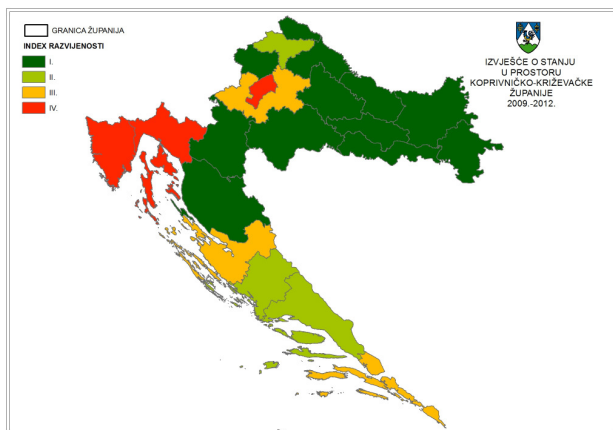 GRANICA ŽUPANIJA
INDEX RAZVIJENOSTI
I.
II.
III.
IV.
IZVJEŠĆE O STANJU
U PROSTORU
KOPRIVNIČKO-KRIŽEVAČKE
ŽUPANIJE
2009.-2012.